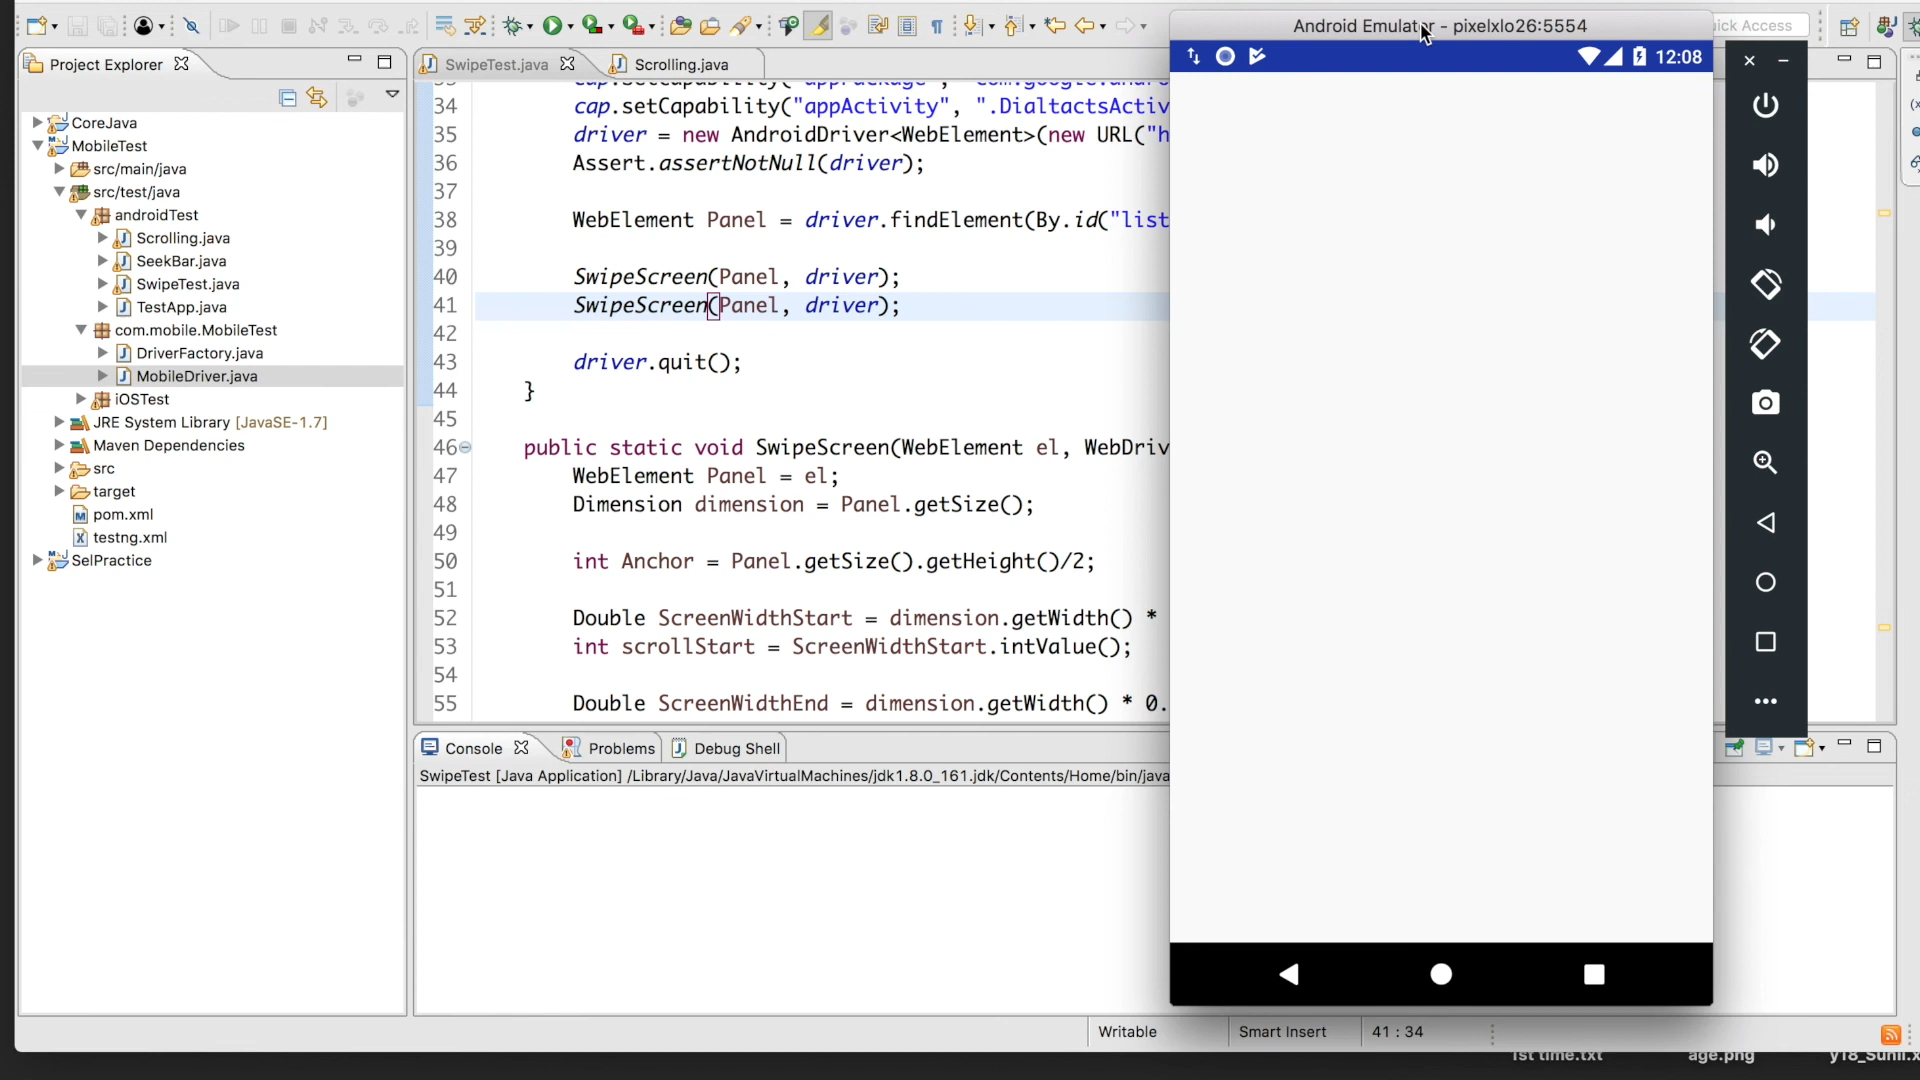 Android Emulator - pixelxlo26:5554
uick Access
Project Explorer
SwipeTest.java
Scrolling.java
12:08
CoreJava
MobileTest
src/main/java
src/test/java
androidTest
Scrolling.java
SeekBar.java
SwipeTest.java
TestApp.java
com.mobile.MobileTest
DriverFactory.java
MobileDriver.java
iOSTest
JRE System Library [JavaSE-1.7]
Maven Dependencies
src
target
pom.xml
testng.xml
SelPractice
34 cap.setCapability("appActivity", ".DialtactsActiv
35 driver = new AndroidDriver<WebElement>(new URL("h
36 Assert.assertNotNull(driver);
37
38 WebElement Panel = driver.findElement(By.id("list
39
40 SwipeScreen(Panel, driver);
41 SwipeScreen(Panel, driver);
42
43 driver.quit();
44 }
45
46 public static void SwipeScreen(WebElement el, WebDriv
47 WebElement Panel = el;
48 Dimension dimension = Panel.getSize();
49
50 int Anchor = Panel.getSize().getHeight()/2;
51
52 Double ScreenWidthStart = dimension.getWidth() *
53 int scrollStart = ScreenWidthStart.intValue();
54
55 Double ScreenWidthEnd = dimension.getWidth() * 0.
Console
Problems
Debug Shell
SwipeTest [Java Application] /Library/Java/JavaVirtualMachines/jdk1.8.0_161.jdk/Contents/Home/bin/java
Writable
Smart Insert
41 : 34
1st time.txt
age.png
y18_Sunil.x